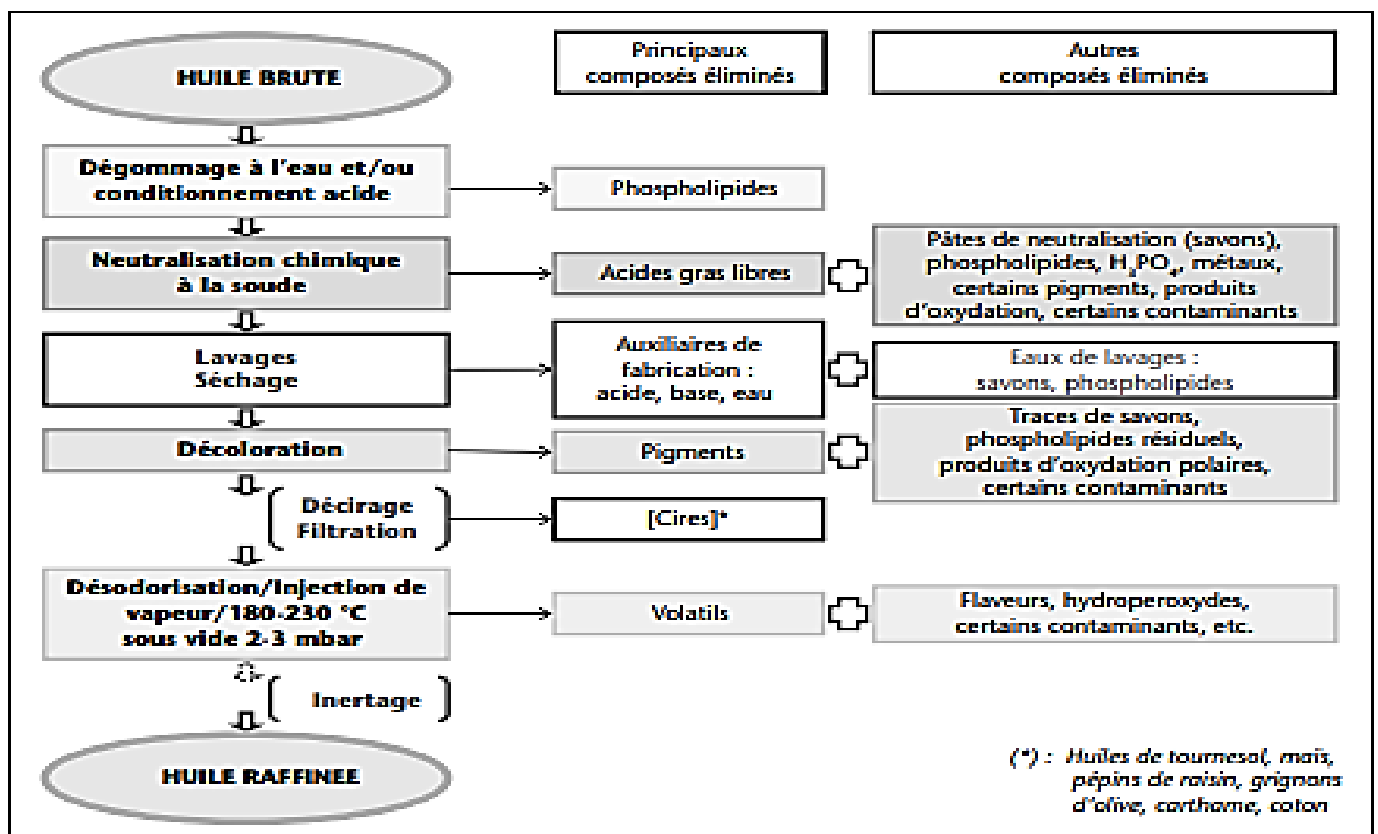 HUILE BRUTE
Principaux
composés éliminés
Autres
composés éliminés
Dégommage à l'eau et/ou
conditionnement acide
Phospholipides
Neutralisation chimique
à la soude
Acides gras libres
Pâtes de neutralisation (savons),
phospholipides, H₃PO₄, métaux,
certains pigments, produits
d'oxydation, certains contaminants
Lavages
Séchage
Auxiliaires de
fabrication :
acide, base, eau
Eaux de lavages :
savons, phospholipides
Décoloration
Pigments
Traces de savons,
phospholipides résiduels,
produits d'oxydation polaires,
certains contaminants
Décirage
Filtration
[Cires]*
Désodorisation/Injection de
vapeur/180-230 °C
sous vide 2-3 mbar
Volatils
Flaveurs, hydroperoxydes,
certains contaminants, etc.
Inertage
HUILE RAFFINEE
(*) : Huiles de tournesol, maïs,
pépins de raisin, grignons
d'olive, carthame, coton